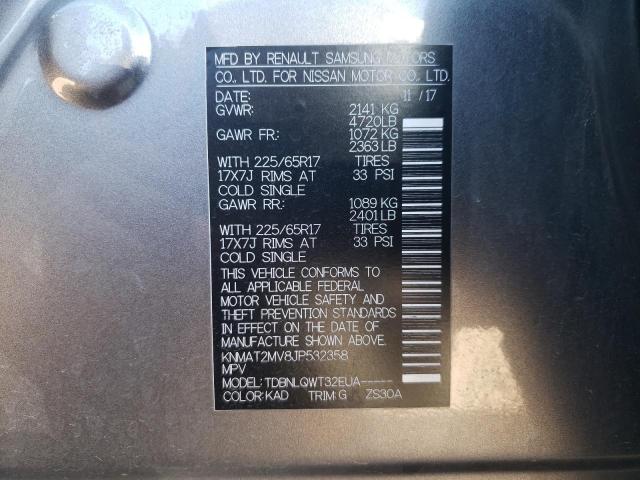 MFD BY RENAULT SAMSUNG MOTORS
CO., LTD. FOR NISSAN MOTOR CO., LTD.
DATE: 11 / 17
GVWR: 2141 KG
4720LB
GAWR FR: 1072 KG
2363 LB
WITH 225/65R17 TIRES
17X7J RIMS AT 33 PSI
COLD SINGLE
GAWR RR: 1089 KG
2401 LB
WITH 225/65R17 TIRES
17X7J RIMS AT 33 PSI
COLD SINGLE
THIS VEHICLE CONFORMS TO
ALL APPLICABLE FEDERAL
MOTOR VEHICLE SAFETY AND
THEFT PREVENTION STANDARDS
IN EFFECT ON THE DATE OF
MANUFACTURE SHOWN ABOVE.
KNMAT2MV8JP532358
MPV
MODEL: TDBNLQWT32EUA-----
COLOR: KAD TRIM: G ZS30A